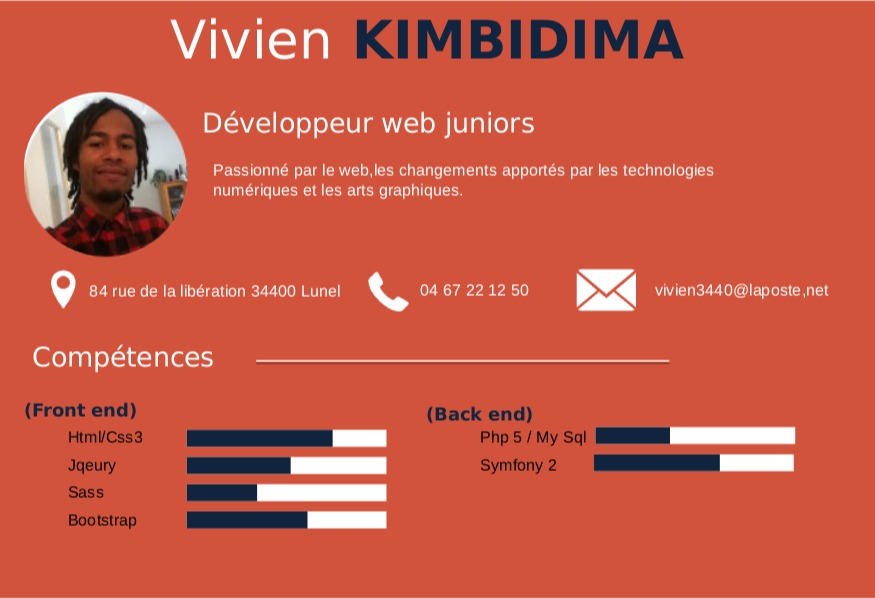 Vivien KIMBIDIMA
Développeur web juniors
Passionné par le web,les changements apportés par les technologies
numériques et les arts graphiques.
84 rue de la libération 34400 Lunel
04 67 22 12 50
vivien3440@laposte,net
Compétences
(Front end)
Html/Css3
Jqeury
Sass
Bootstrap
(Back end)
Php 5 / My Sql
Symfony 2